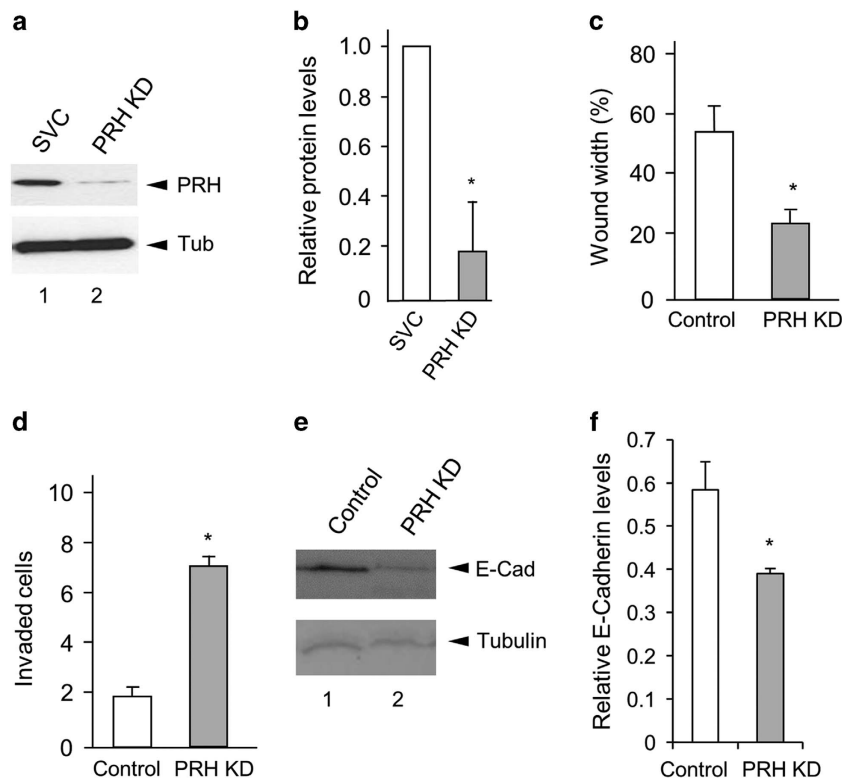 a
SVC
PRH KD
PRH
Tub
1 2
b
Relative protein levels
1.0
0.8
0.6
0.4
0.2
0
*
SVC
PRH KD
c
Wound width (%)
80
60
40
20
0
*
Control PRH KD
d
Invaded cells
10
8
6
4
2
0
*
Control PRH KD
e
Control
PRH KD
E-Cad
Tubulin
1 2
f
Relative E-Cadherin levels
0.7
0.6
0.5
0.4
0.3
0.2
0.1
0
*
Control PRH KD